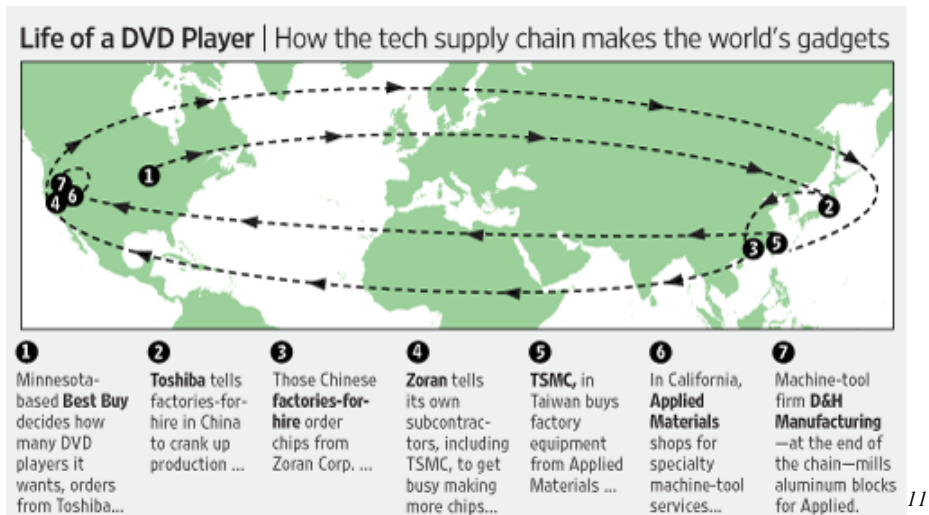 Life of a DVD Player | How the tech supply chain makes the world's gadgets
1
7
6
4
2
3
5
1
Minnesota-
based Best Buy
decides how
many DVD
players it
wants, orders
from Toshiba...
2
Toshiba tells
factories-for-
hire in China
to crank up
production ...
3
Those Chinese
factories-for-
hire order
chips from
Zoran Corp. ...
4
Zoran tells
its own
subcontrac-
tors, including
TSMC, to get
busy making
more chips...
5
TSMC, in
Taiwan buys
factory
equipment
from Applied
Materials ...
6
In California,
Applied
Materials
shops for
specialty
machine-tool
services...
7
Machine-tool
firm D&H
Manufacturing
—at the end of
the chain—mills
aluminum blocks
for Applied.
11